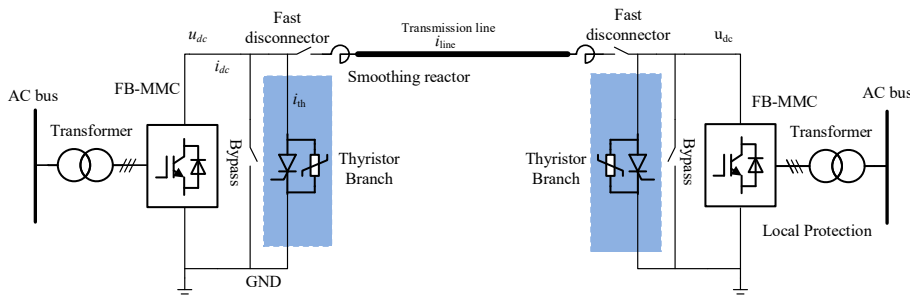 Fast
disconnector
u_dc
i_dc
FB-MMC
AC bus
Transformer
Bypass
i_th
Thyristor
Branch
GND
Transmission line
i_line
Smoothing reactor
Fast
disconnector
u_dc
Thyristor
Branch
Bypass
FB-MMC
Transformer
AC bus
Local Protection